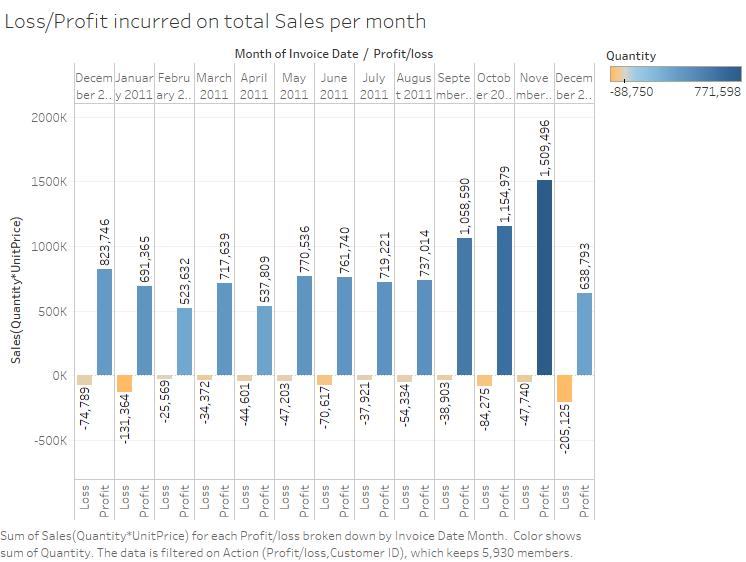 Loss/Profit incurred on total Sales per month
Month of Invoice Date / Profit/loss
Quantity
-88,750 771,598
Decem Januar Febru March April May June July Augus Septe Octob Nove Decem
ber 2.. y 2011 ary 2.. 2011 2011 2011 2011 2011 t 2011 mber.. er 20.. mber.. ber 2..
Sales(Quantity*UnitPrice)
2000K
1500K
1000K
500K
0K
-500K
823,746 691,365 523,632 717,639 537,809 770,536 761,740 719,221 737,014 1,058,590 1,154,979 1,509,496 638,793
-74,789 -131,364 -25,569 -34,372 -44,601 -47,203 -70,617 -37,921 -54,334 -38,903 -84,275 -47,740 -205,125
Loss Profit Loss Profit Loss Profit Loss Profit Loss Profit Loss Profit Loss Profit Loss Profit Loss Profit Loss Profit Loss Profit Loss Profit Loss Profit
Sum of Sales(Quantity*UnitPrice) for each Profit/loss broken down by Invoice Date Month. Color shows
sum of Quantity. The data is filtered on Action (Profit/loss,Customer ID), which keeps 5,930 members.